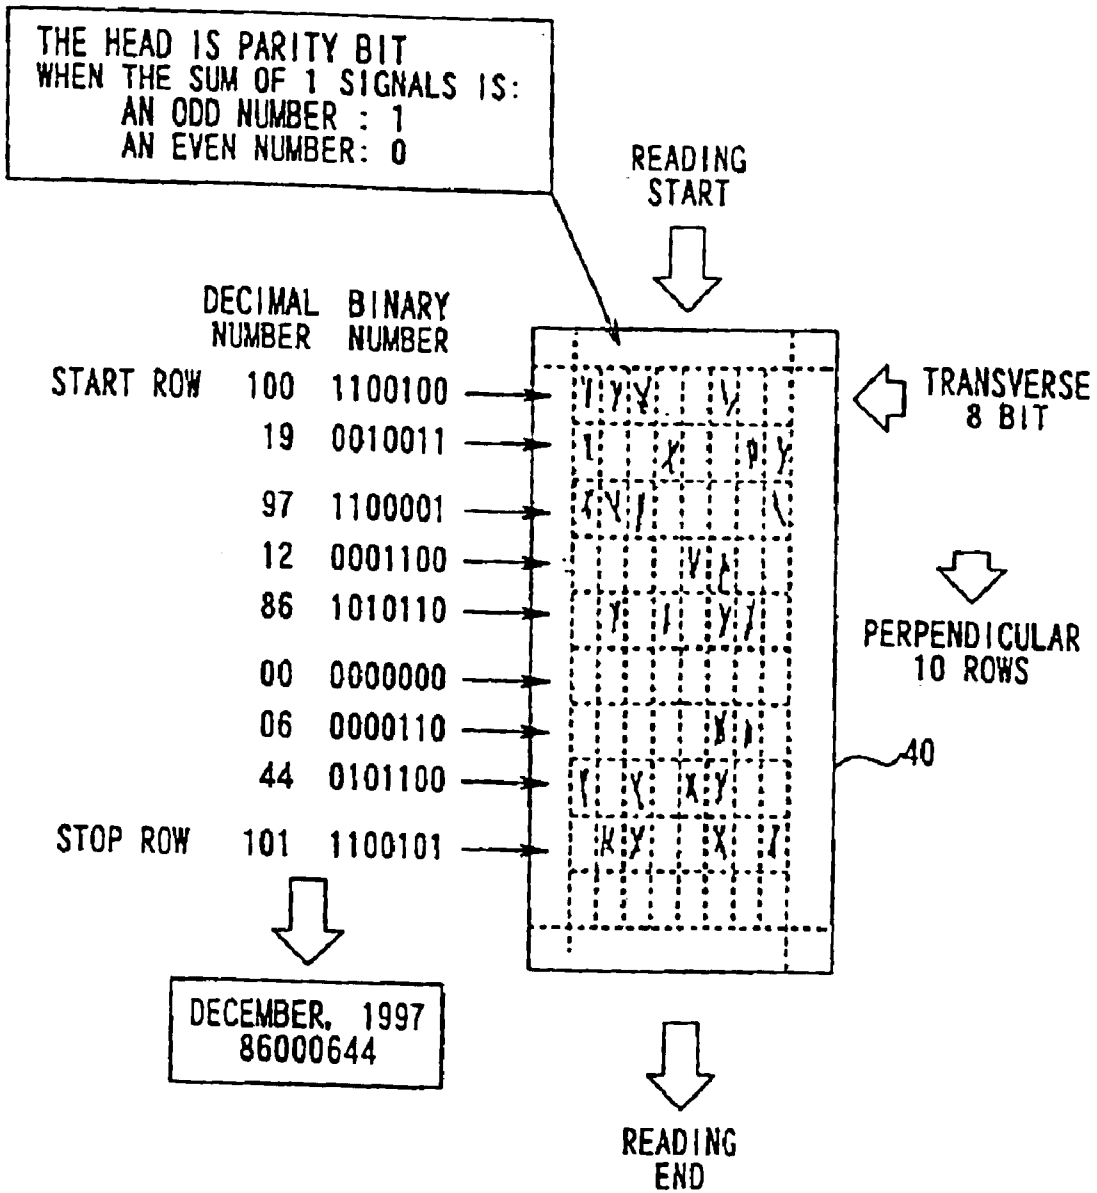 THE HEAD IS PARITY BIT
WHEN THE SUM OF 1 SIGNALS IS:
AN ODD NUMBER : 1
AN EVEN NUMBER: 0
READING
START
DECIMAL BINARY
NUMBER NUMBER
START ROW 100 1100100
19 0010011
97 1100001
12 0001100
86 1010110
00 0000000
06 0000110
44 0101100
STOP ROW 101 1100101
TRANSVERSE
8 BIT
PERPENDICULAR
10 ROWS
40
DECEMBER, 1997
86000644
READING
END